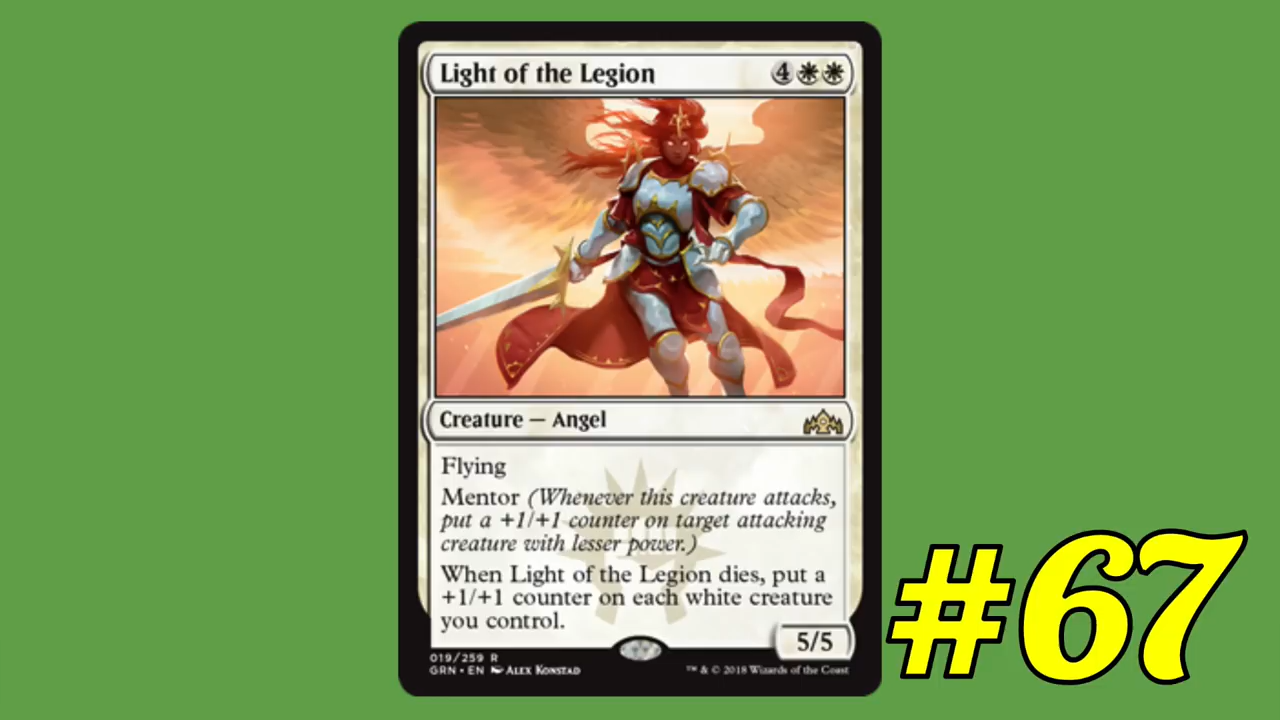 Light of the Legion 4
Creature — Angel
Flying
Mentor (Whenever this creature attacks,
put a +1/+1 counter on target attacking
creature with lesser power.)
When Light of the Legion dies, put a
+1/+1 counter on each white creature
you control.
5/5
019/259 R
GRN • EN ALEX KONSTAD ™ & © 2018 Wizards of the Coast
#67